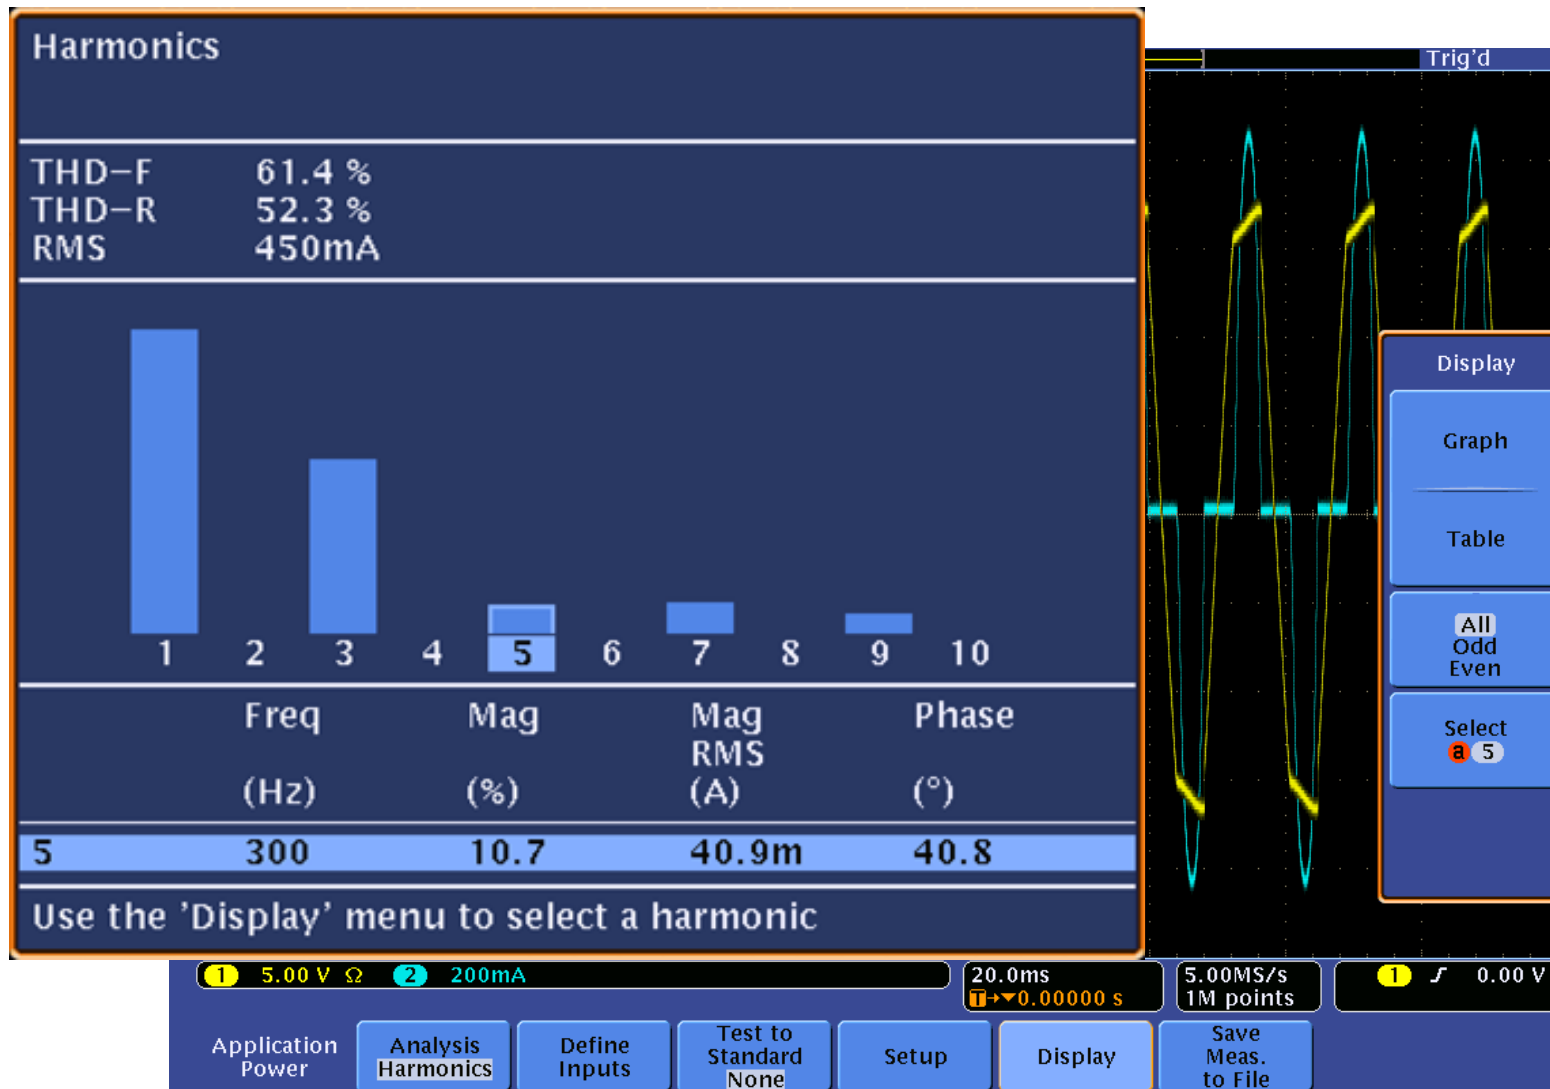 Harmonics
Trig'd
THD-F 61.4 %
THD-R 52.3 %
RMS 450mA
1 2 3 4 5 6 7 8 9 10
Freq Mag Mag Phase
RMS
(Hz) (%) (A) (°)
5 300 10.7 40.9m 40.8
Use the 'Display' menu to select a harmonic
Display
Graph
Table
All
Odd
Even
Select
a 5
1 5.00 V Ω 2 200mA
20.0ms
T→▼0.00000 s
5.00MS/s
1M points
1 0.00 V
Application
Power
Analysis
Harmonics
Define
Inputs
Test to
Standard
None
Setup
Display
Save
Meas.
to File